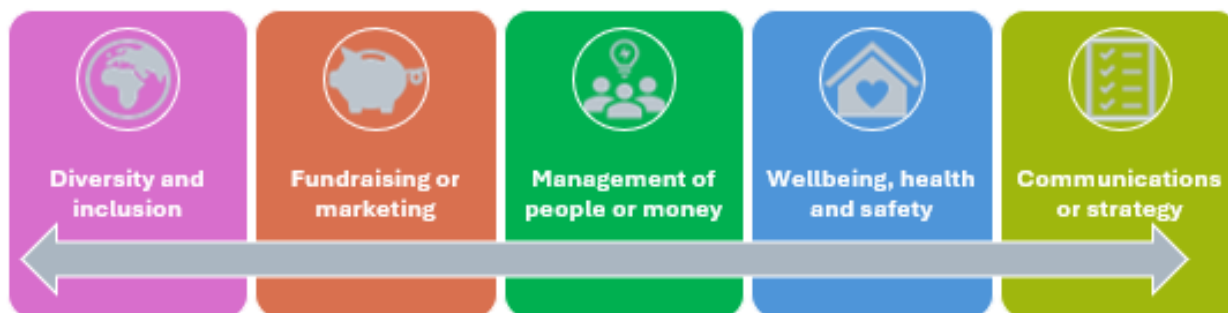 Diversity and
inclusion
Fundraising or
marketing
Management of
people or money
Wellbeing, health
and safety
Communications
or strategy